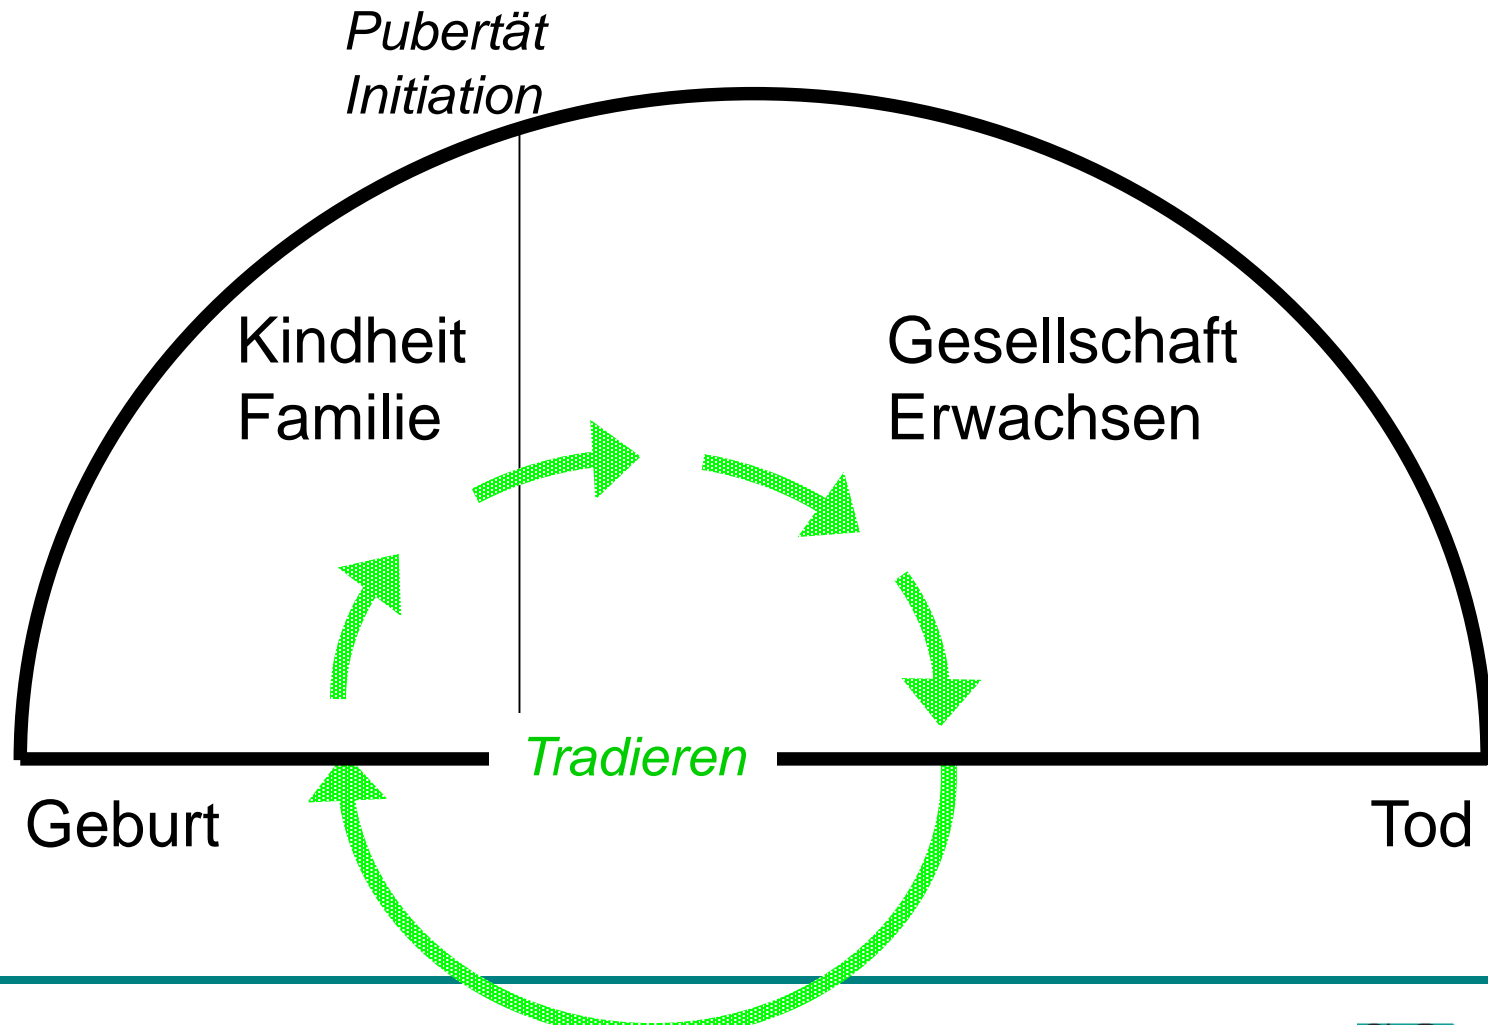 Pubertät
Initiation
Kindheit
Familie
Gesellschaft
Erwachsen
Tradieren
Geburt
Tod